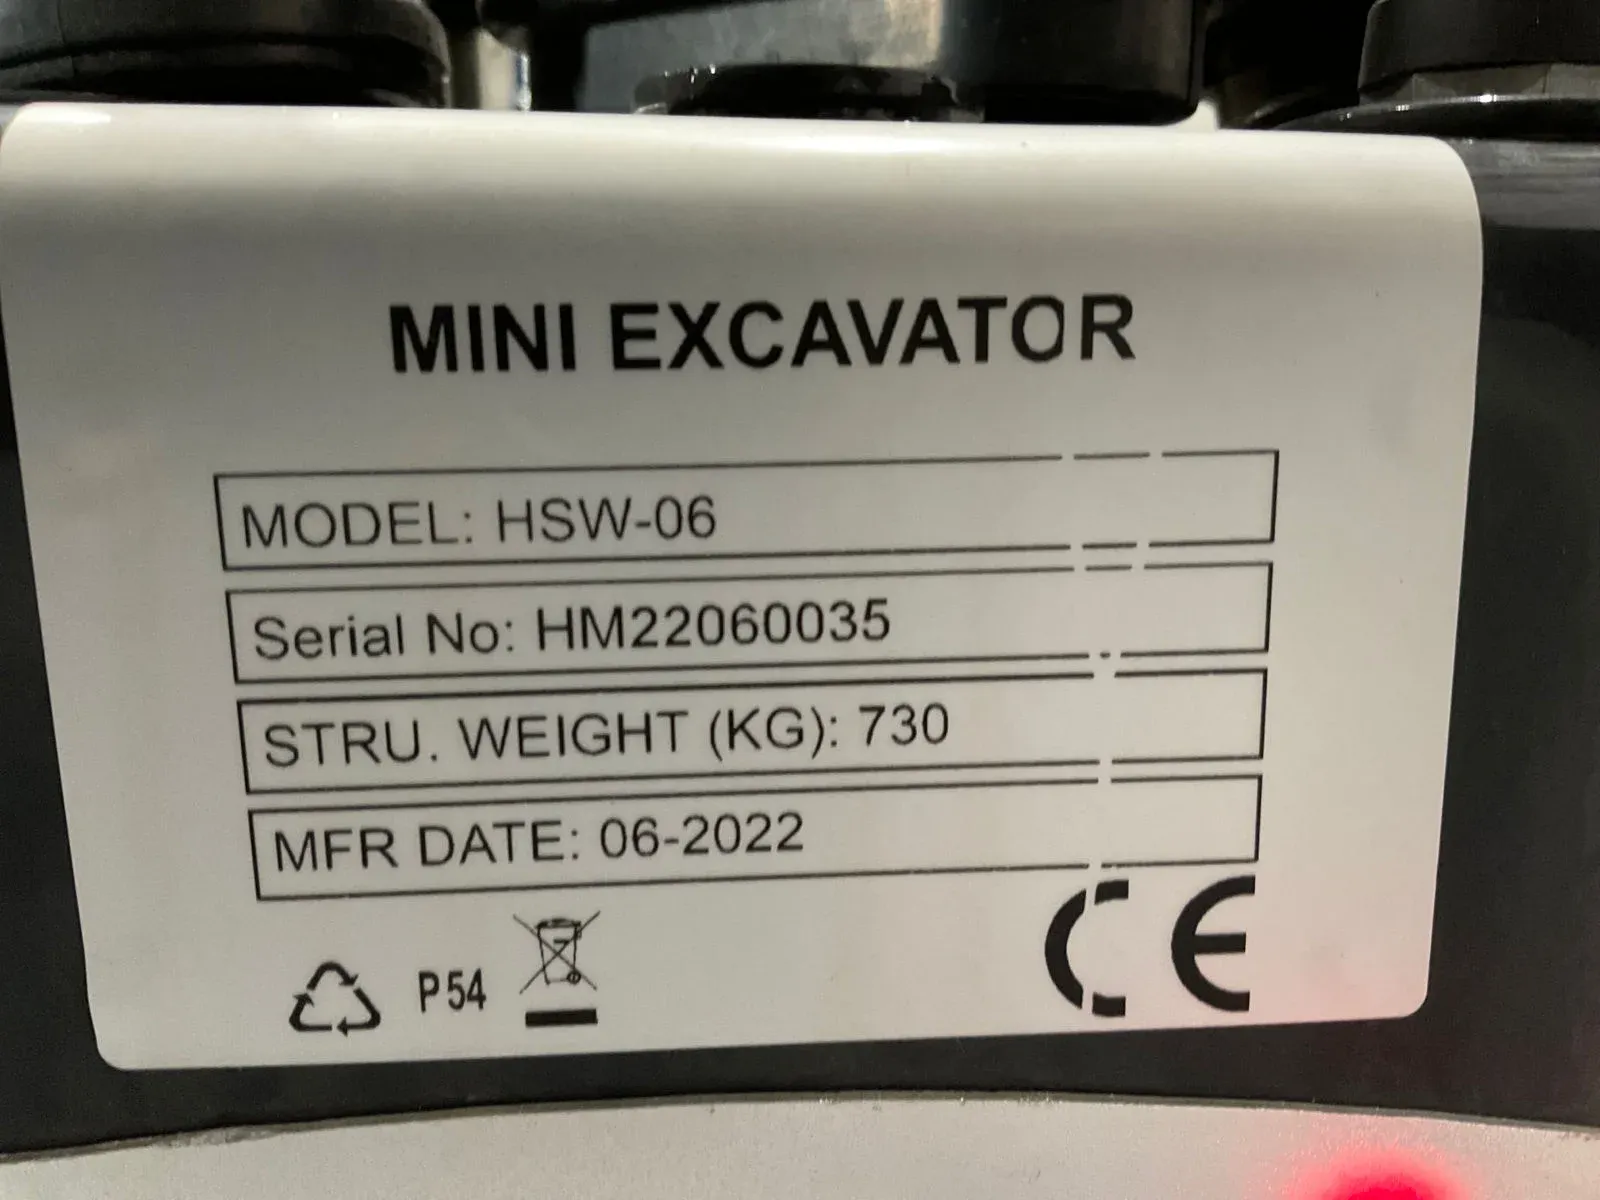 MINI EXCAVATOR
MODEL: HSW-06
Serial No: HM22060035
STRU. WEIGHT (KG): 730
MFR DATE: 06-2022
P54
CE